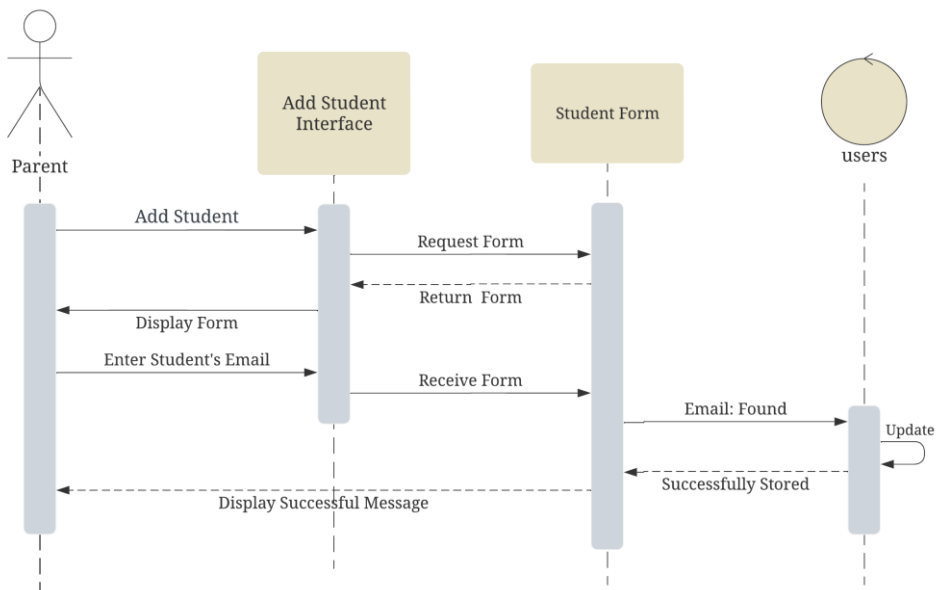 Add Student
Interface
Student Form
Parent
users
Add Student
Request Form
Return Form
Display Form
Enter Student's Email
Receive Form
Email: Found
Update
Successfully Stored
Display Successful Message